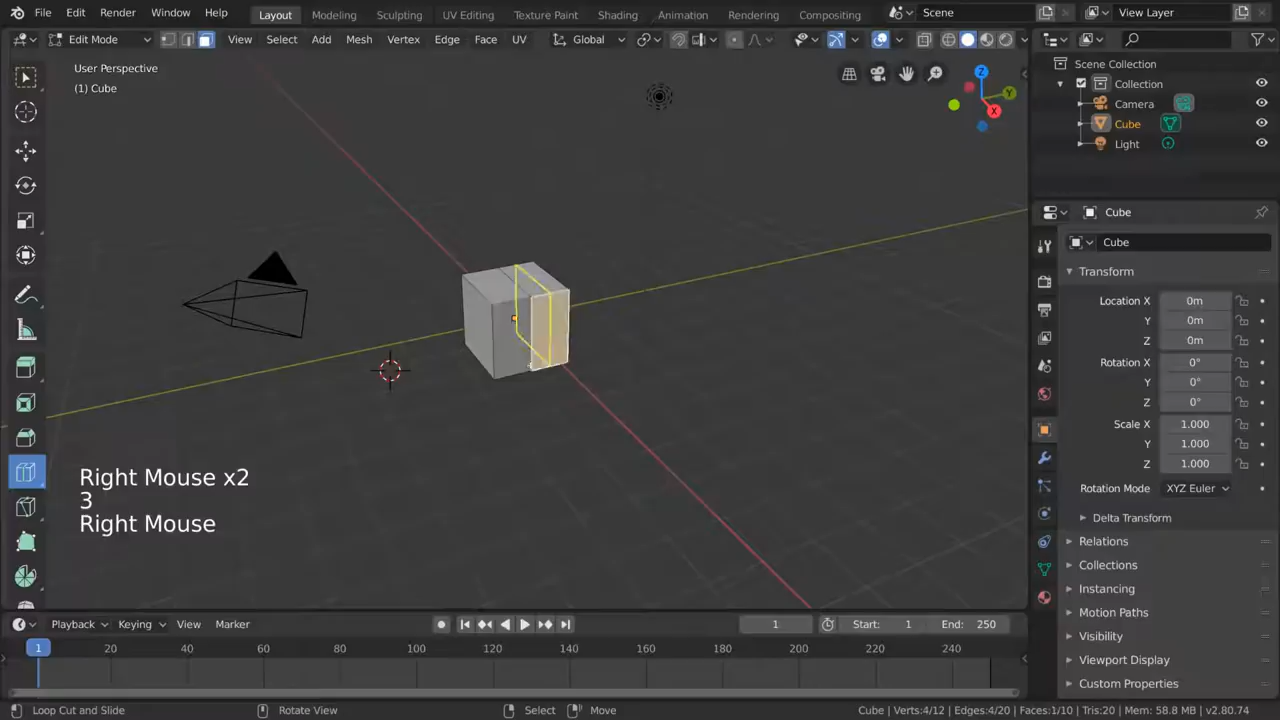 File Edit Render Window Help Layout Modeling Sculpting UV Editing Texture Paint Shading Animation Rendering Compositing Scene View Layer
Edit Mode View Select Add Mesh Vertex Edge Face UV Global
User Perspective
(1) Cube
Z
Y
X
Scene Collection
Collection
Camera
Cube
Light
Cube
Cube
Transform
Location X 0m
Y 0m
Z 0m
Rotation X 0°
Y 0°
Z 0°
Scale X 1.000
Y 1.000
Z 1.000
Rotation Mode XYZ Euler
Delta Transform
Relations
Collections
Instancing
Motion Paths
Visibility
Viewport Display
Custom Properties
Right Mouse x2
3
Right Mouse
Playback Keying View Marker 1 Start: 1 End: 250
1 20 40 60 80 100 120 140 160 180 200 220 240
Loop Cut and Slide Rotate View Select Move Cube | Verts:4/12 | Edges:4/20 | Faces:1/10 | Tris:20 | Mem: 58.8 MB | v2.80.74